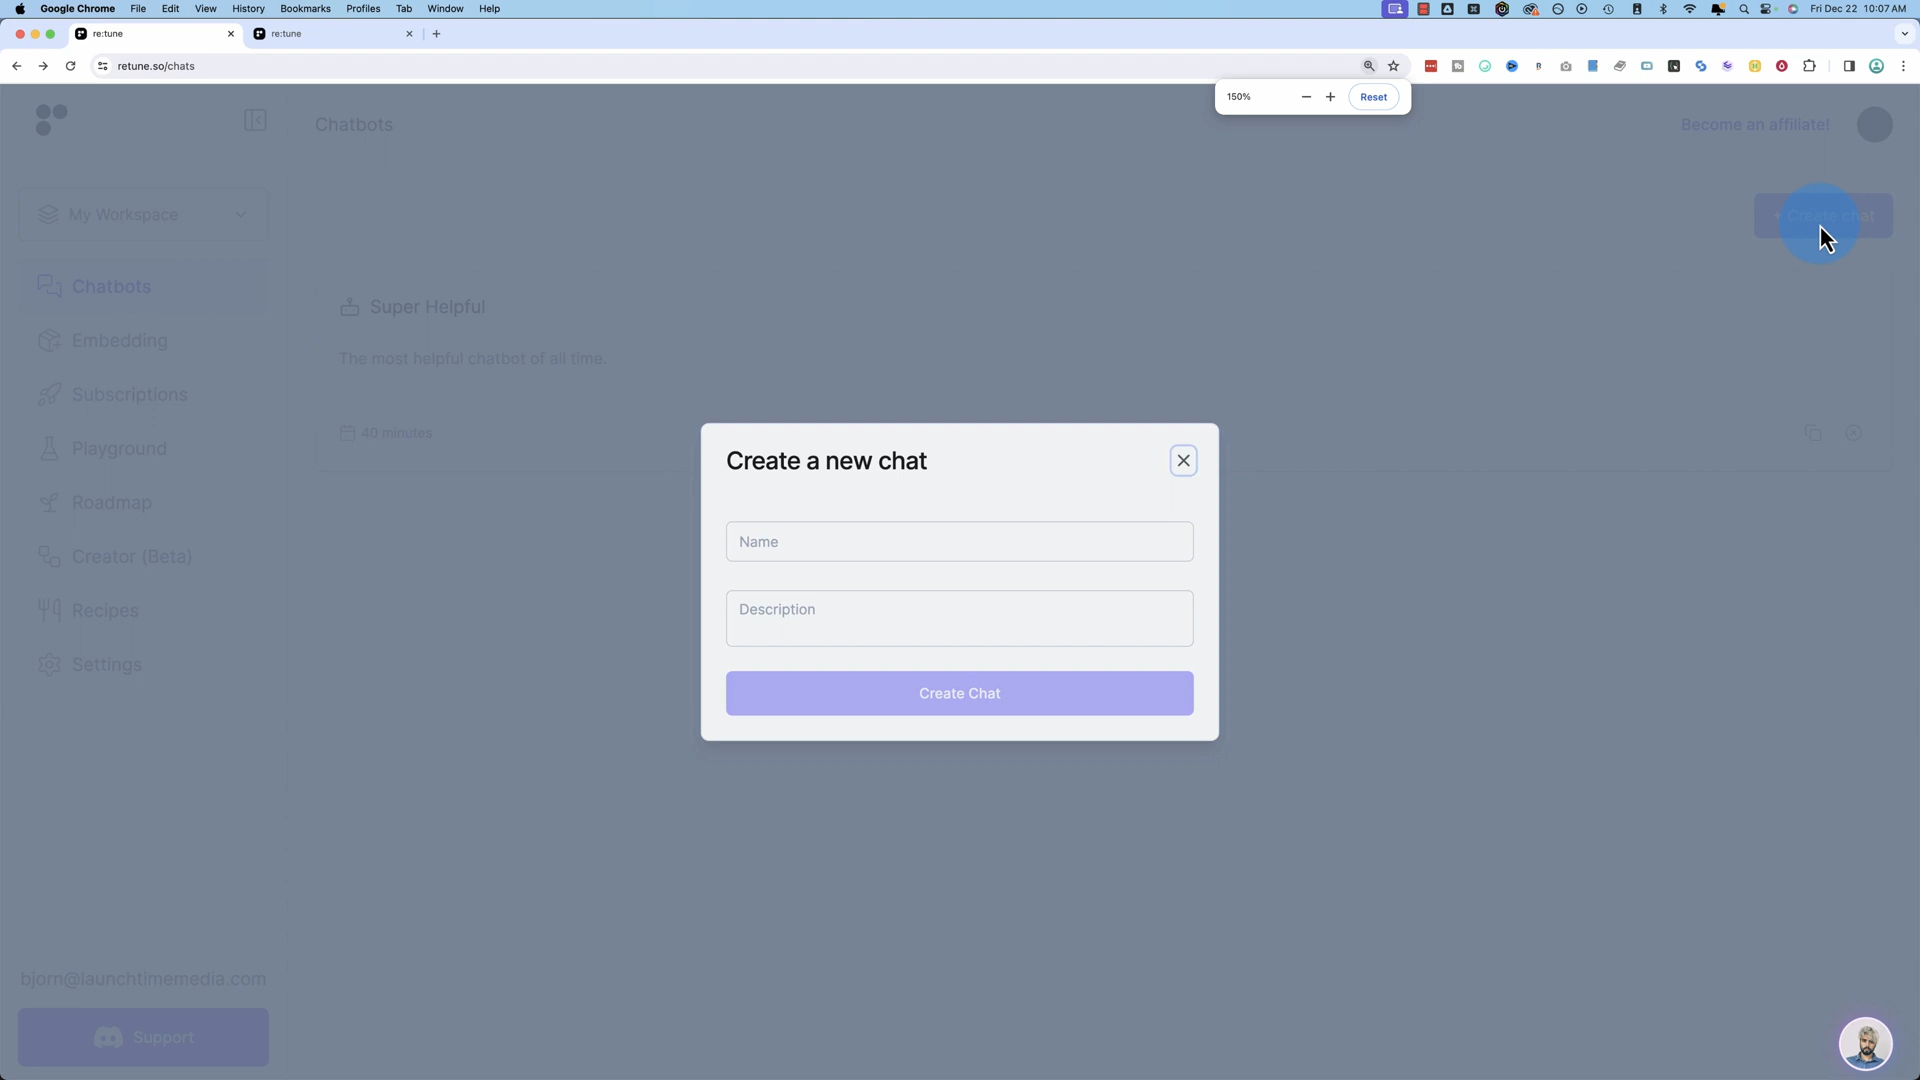 Google Chrome File Edit View History Bookmarks Profiles Tab Window Help Fri Dec 22 10:07 AM
re:tune re:tune
retune.so/chats
150% Reset
Chatbots Become an affiliate!
My Workspace
+ Create chat
Chatbots
Super Helpful
Embedding
The most helpful chatbot of all time.
Subscriptions
40 minutes
Playground
Create a new chat
Roadmap
Name
Creator (Beta)
Recipes
Description
Settings
Create Chat
bjorn@launchtimemedia.com
Support